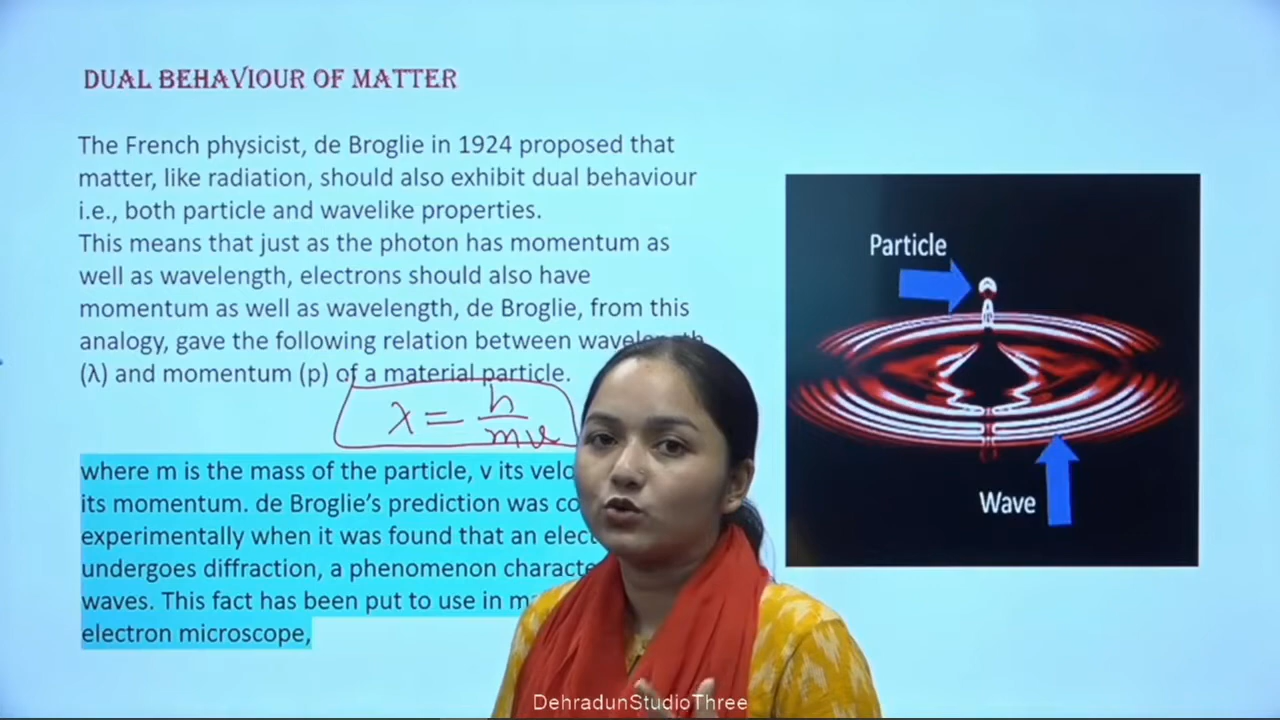 DUAL BEHAVIOUR OF MATTER
The French physicist, de Broglie in 1924 proposed that
matter, like radiation, should also exhibit dual behaviour
i.e., both particle and wavelike properties.
This means that just as the photon has momentum as
well as wavelength, electrons should also have
momentum as well as wavelength, de Broglie, from this
analogy, gave the following relation between wavelength
(λ) and momentum (p) of a material particle.
λ = h/mv
where m is the mass of the particle, v its
its momentum. de Broglie’s prediction was
experimentally when it was found that an
undergoes diffraction, a phenomenon
waves. This fact has been put to use in
electron microscope,
Particle
Wave
DehradunStudioThree